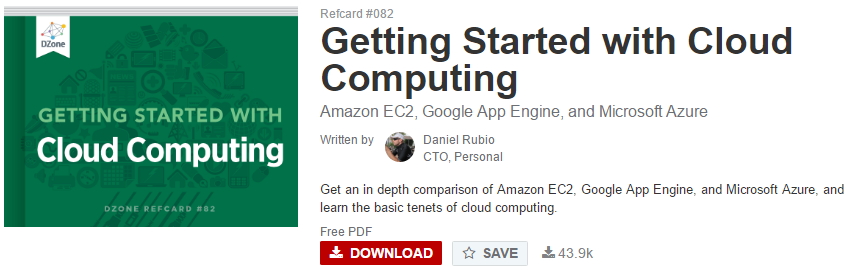 DZone
GETTING STARTED WITH
Cloud Computing
DZONE REFCARD #82
Refcard #082
Getting Started with Cloud
Computing
Amazon EC2, Google App Engine, and Microsoft Azure
Written by
Daniel Rubio
CTO, Personal
Get an in depth comparison of Amazon EC2, Google App Engine, and Microsoft Azure, and
learn the basic tenets of cloud computing.
Free PDF
DOWNLOAD
SAVE
43.9k